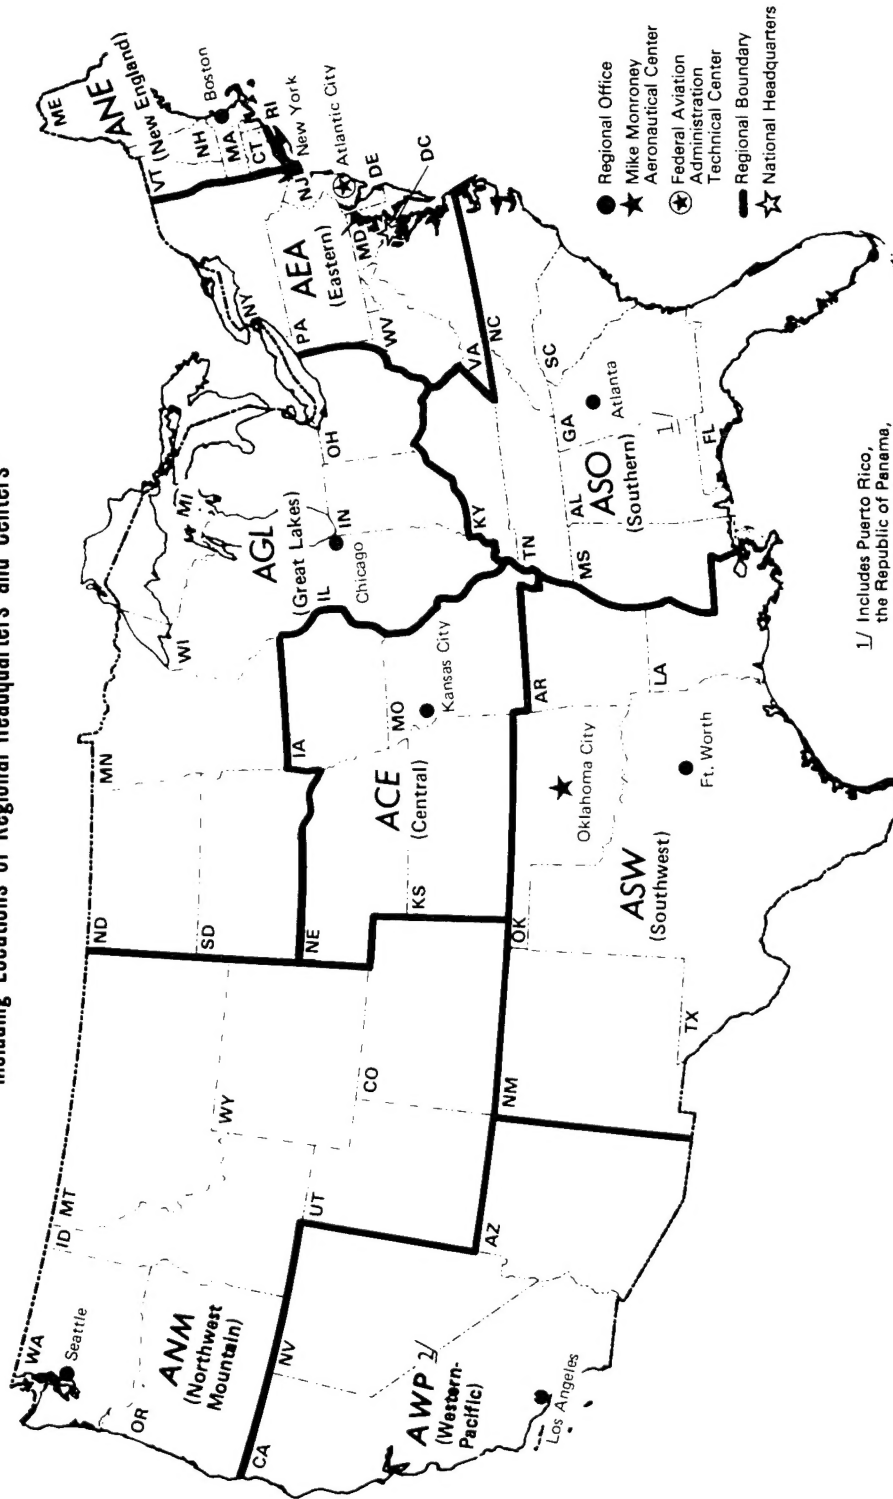 Including Locations of Regional Headquarters and Centers
WA
Seattle
OR
ID
MT
ANM
(Northwest
Mountain)
CA
NV
UT
WY
CO
AWP 2/
(Western-
Pacific)
Los Angeles
AZ
NM
ND
SD
NE
KS
MN
IA
MO
ACE
(Central)
Kansas City
OK
TX
Oklahoma City
ASW
(Southwest)
Ft. Worth
AR
LA
WI
MI
AGL
(Great Lakes)
IL
IN
Chicago
OH
KY
TN
MS
AL
GA
SC
NC
VA
ASO
(Southern)
Atlanta
1/
FL
NY
PA
AEA
(Eastern)
WV
MD
NJ
DE
DC
Atlantic City
New York
ME
ANE
(New England)
VT
NH
MA
CT
RI
Boston
Regional Office
Mike Monroney
Aeronautical Center
Federal Aviation
Administration
Technical Center
Regional Boundary
National Headquarters
1/ Includes Puerto Rico,
the Republic of Panama,